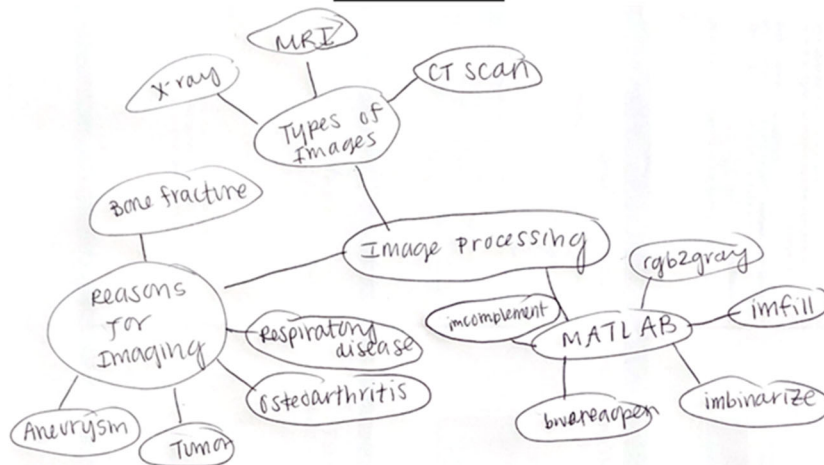 MRI
X-ray
CT scan
Types of
Images
Bone fracture
Image Processing
rgb2gray
Reasons
for
Imaging
imcomplement
imfill
Respiratory
disease
MATLAB
Osteoarthritis
imbinarize
bwareaopen
Aneurysm
Tumor